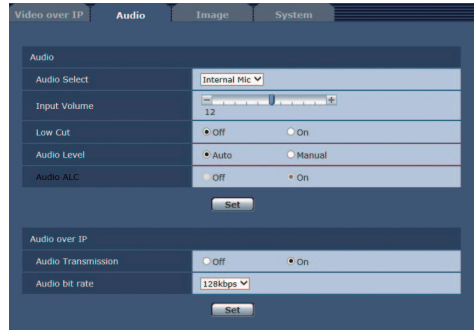 Video over IP Audio Image System
Audio
Audio Select Internal Mic
Input Volume
12
Low Cut Off On
Audio Level Auto Manual
Audio ALC Off On
Set
Audio over IP
Audio Transmission Off On
Audio bit rate 128kbps
Set